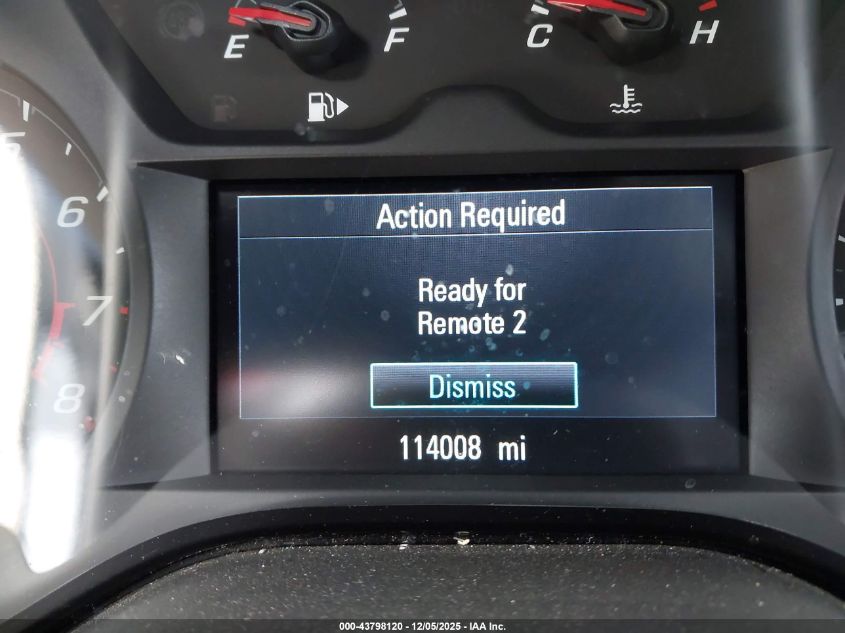 E F C H
5
6
7
8
Action Required
Ready for
Remote 2
Dismiss
114008 mi
000-43798120 - 12/05/2025 - IAA Inc.